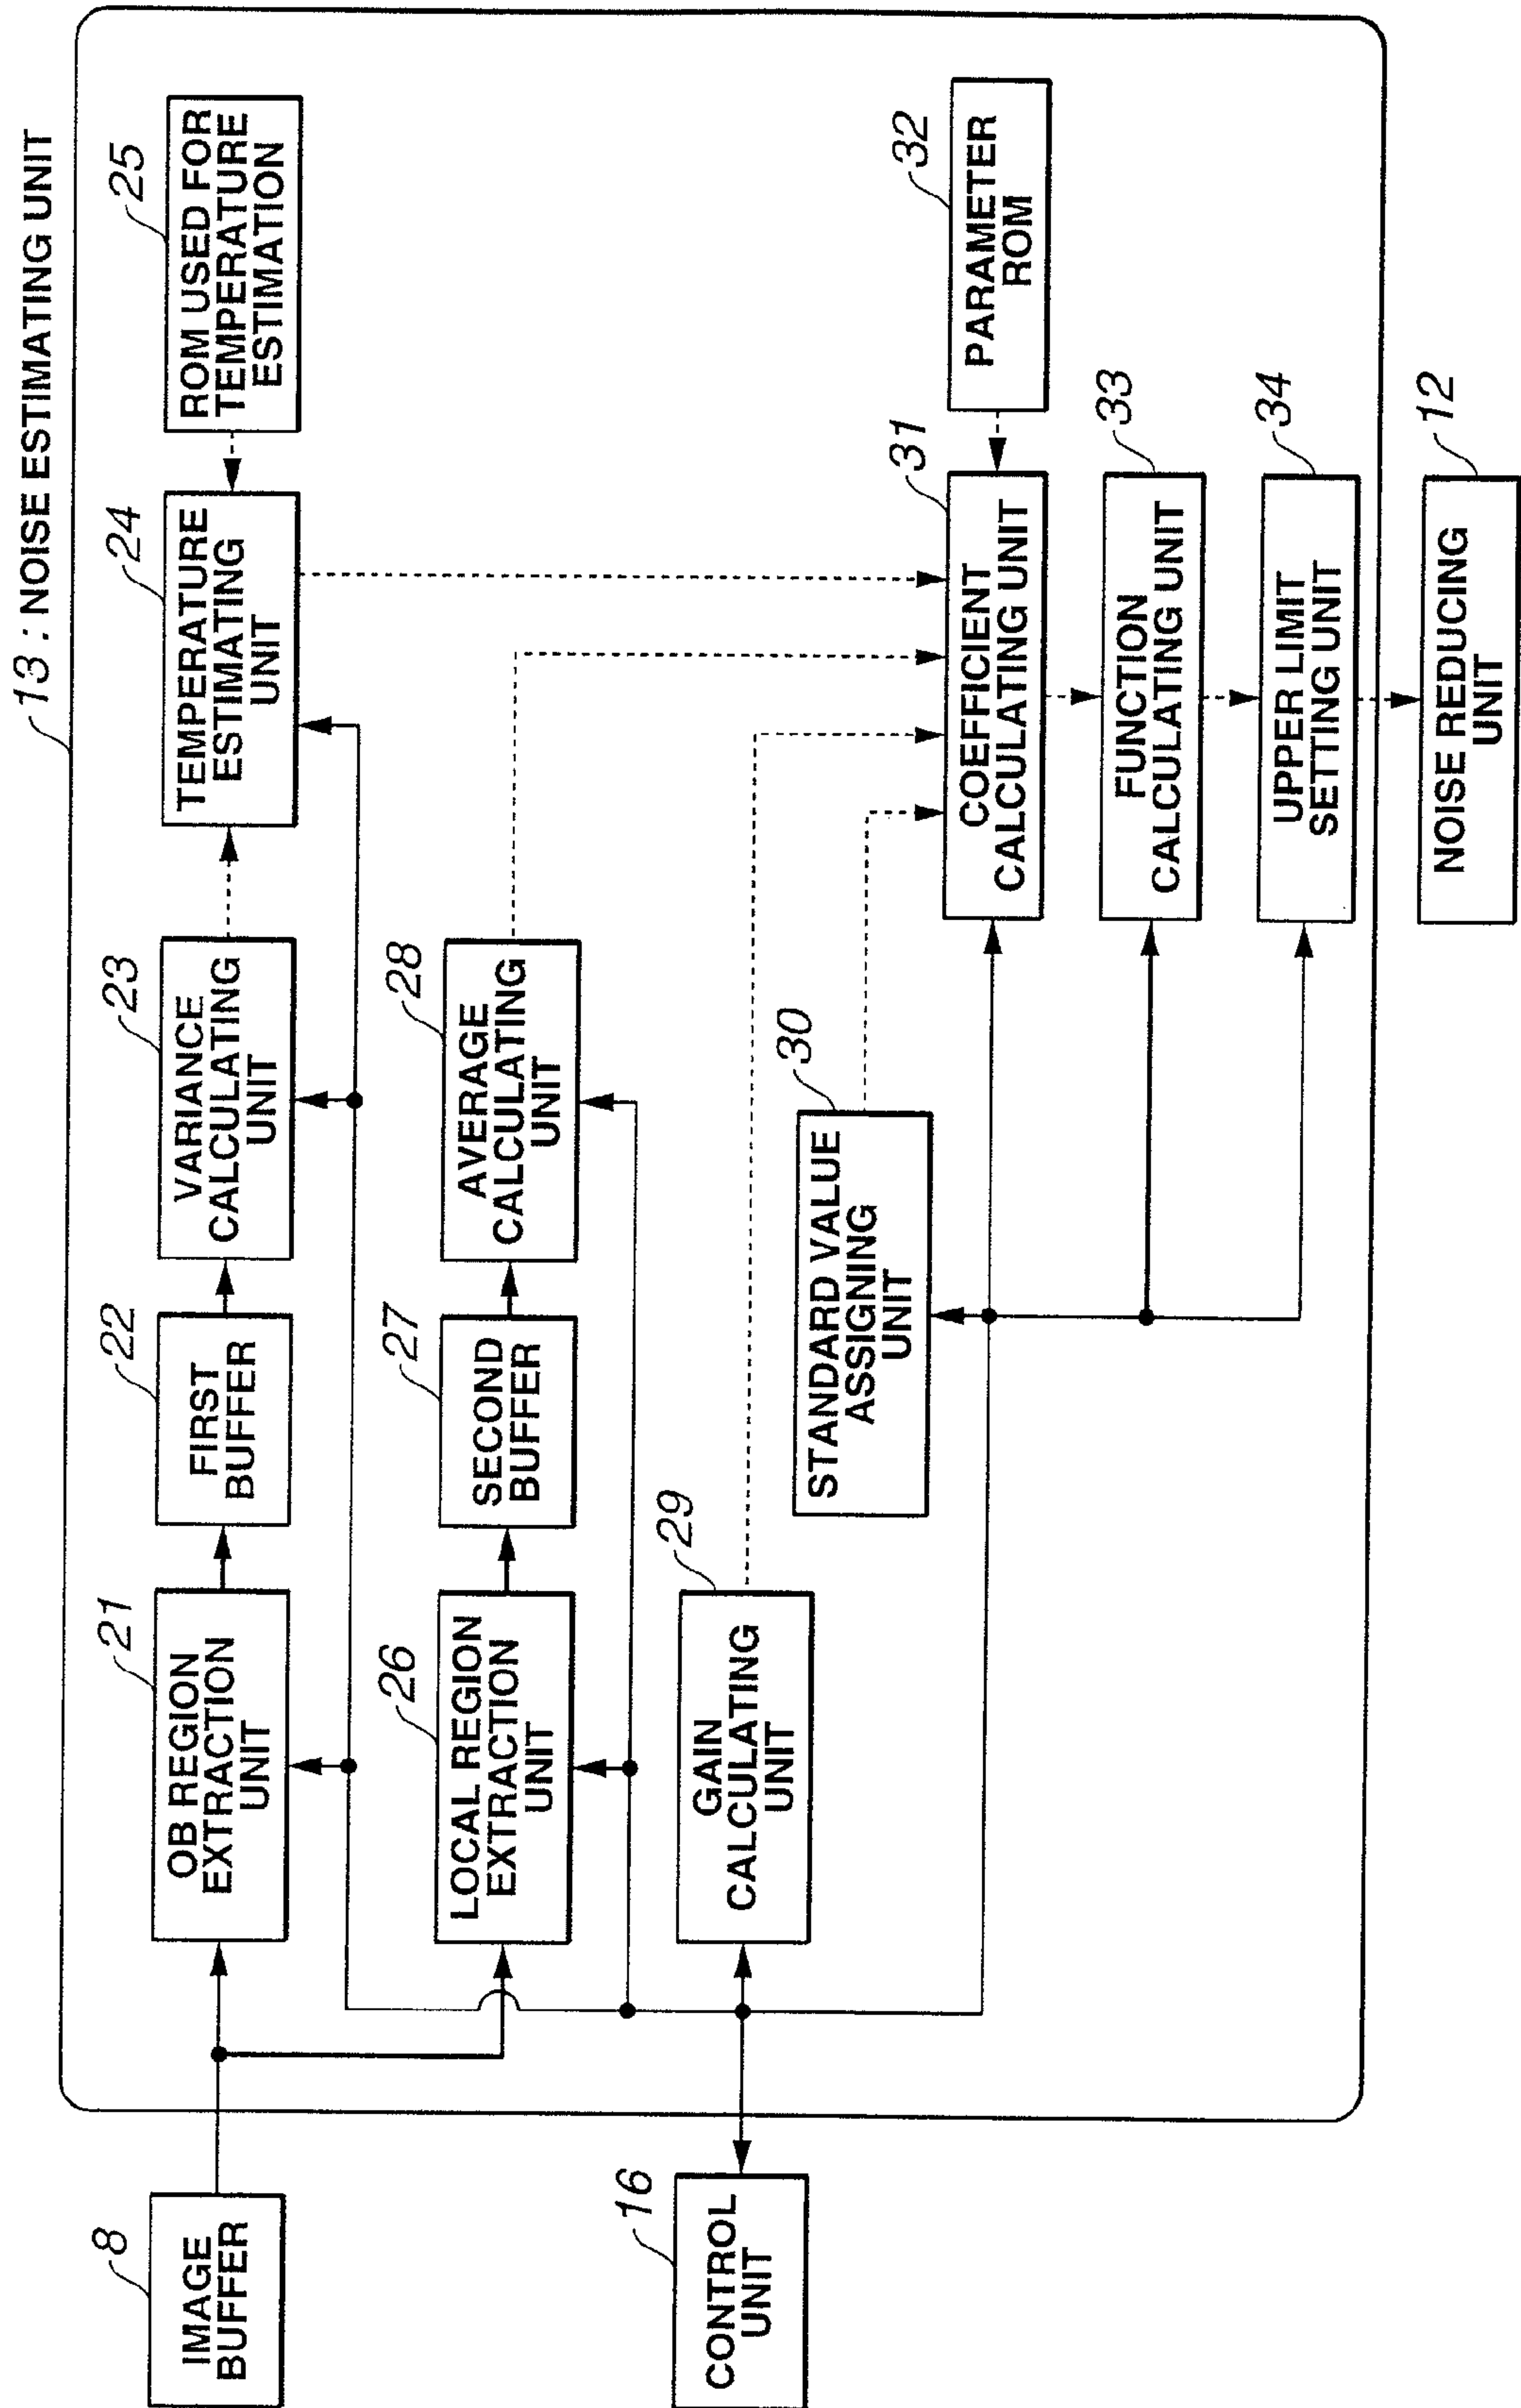 13 : NOISE ESTIMATING UNIT
8
IMAGE
BUFFER
21
OB REGION
EXTRACTION
UNIT
22
FIRST
BUFFER
23
VARIANCE
CALCULATING
UNIT
24
TEMPERATURE
ESTIMATING
UNIT
25
ROM USED FOR
TEMPERATURE
ESTIMATION
26
LOCAL REGION
EXTRACTION
UNIT
27
SECOND
BUFFER
28
AVERAGE
CALCULATING
UNIT
16
CONTROL
UNIT
29
GAIN
CALCULATING
UNIT
30
STANDARD VALUE
ASSIGNING
UNIT
31
COEFFICIENT
CALCULATING UNIT
32
PARAMETER
ROM
33
FUNCTION
CALCULATING UNIT
34
UPPER LIMIT
SETTING UNIT
12
NOISE REDUCING
UNIT